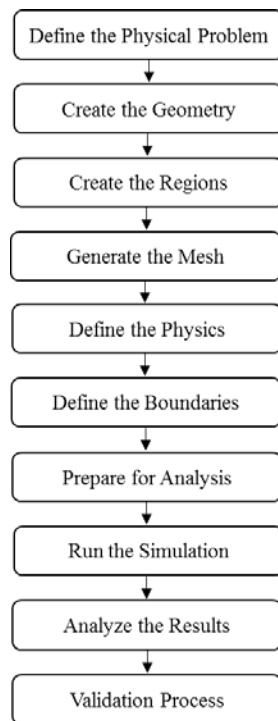 Define the Physical Problem
Create the Geometry
Create the Regions
Generate the Mesh
Define the Physics
Define the Boundaries
Prepare for Analysis
Run the Simulation
Analyze the Results
Validation Process